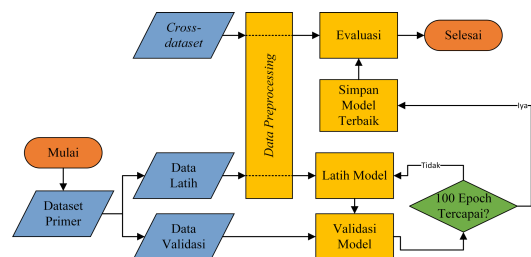 Cross-
dataset
Data Preprocessing
Evaluasi
Selesai
Simpan
Model
Terbaik
Iya
Mulai
Dataset
Primer
Data
Latih
Latih Model
Tidak
100 Epoch
Tercapai?
Data
Validasi
Validasi
Model